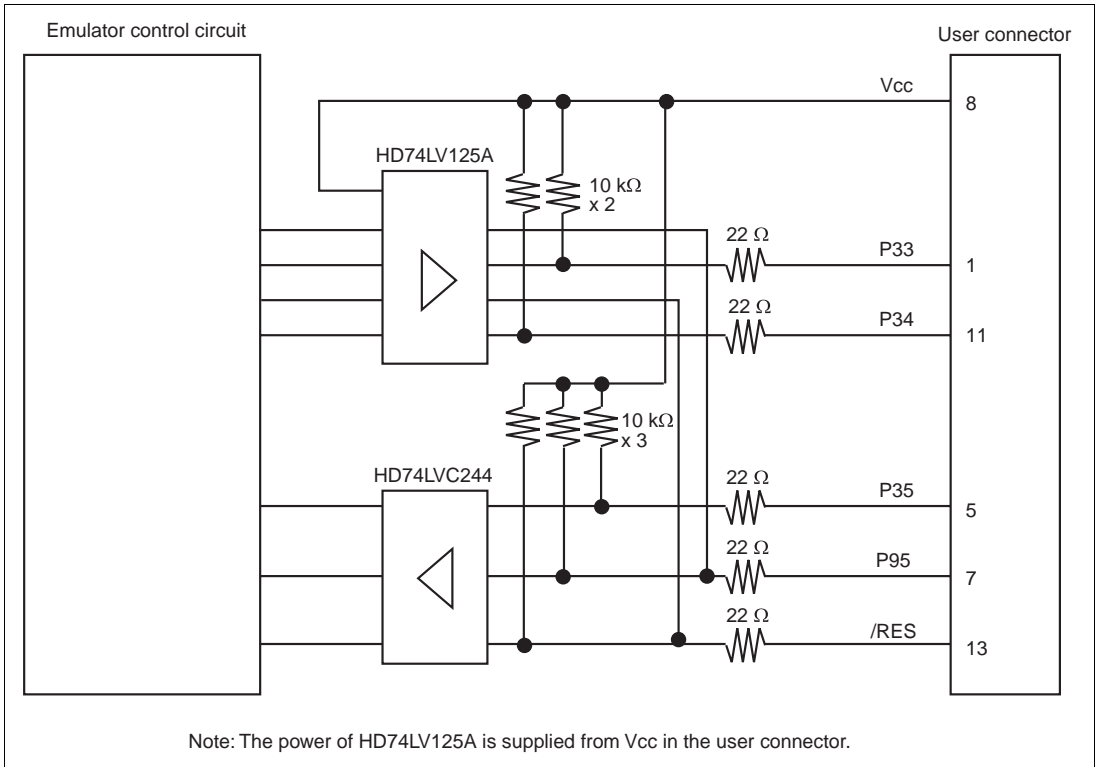 Emulator control circuit
User connector
Vcc
8
HD74LV125A
10 kΩ
x 2
22 Ω
P33
1
22 Ω
P34
11
10 kΩ
x 3
HD74LVC244
22 Ω
P35
5
22 Ω
P95
7
22 Ω
/RES
13
Note: The power of HD74LV125A is supplied from Vcc in the user connector.